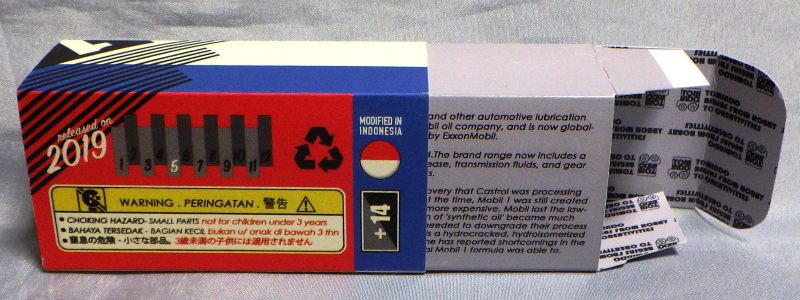 released on
2019
1 2 3 4 5 6 7 8 9 10 11 12
MODIFIED IN
INDONESIA
+14
WARNING . PERINGATAN . 警告
CHOKING HAZARD- SMALL PARTS not for children under 3 years
BAHAYA TERSEDAK - BAGIAN KECIL bukan u/ anak di bawah 3 thn
窒息の危険 - 小さな部品。 3歳未満の子供には適用されません
and other automotive lubrication
bil oil company, and is now global-
by ExxonMobil.
.The brand range now includes a
ease, transmission fluids, and gear
overy that Castrol was processing
t the time, Mobil 1 was still created
more expensive. Mobil lost the law-
n of 'synthetic oil' became much
needed to downgrade their process
is a hydrocracked, hydroisomerized
ne has reported shortcomings in the
al Mobil 1 formula was able to.
TOMICA
BEGINS FROM HOBBY
TO CREATIVITIES